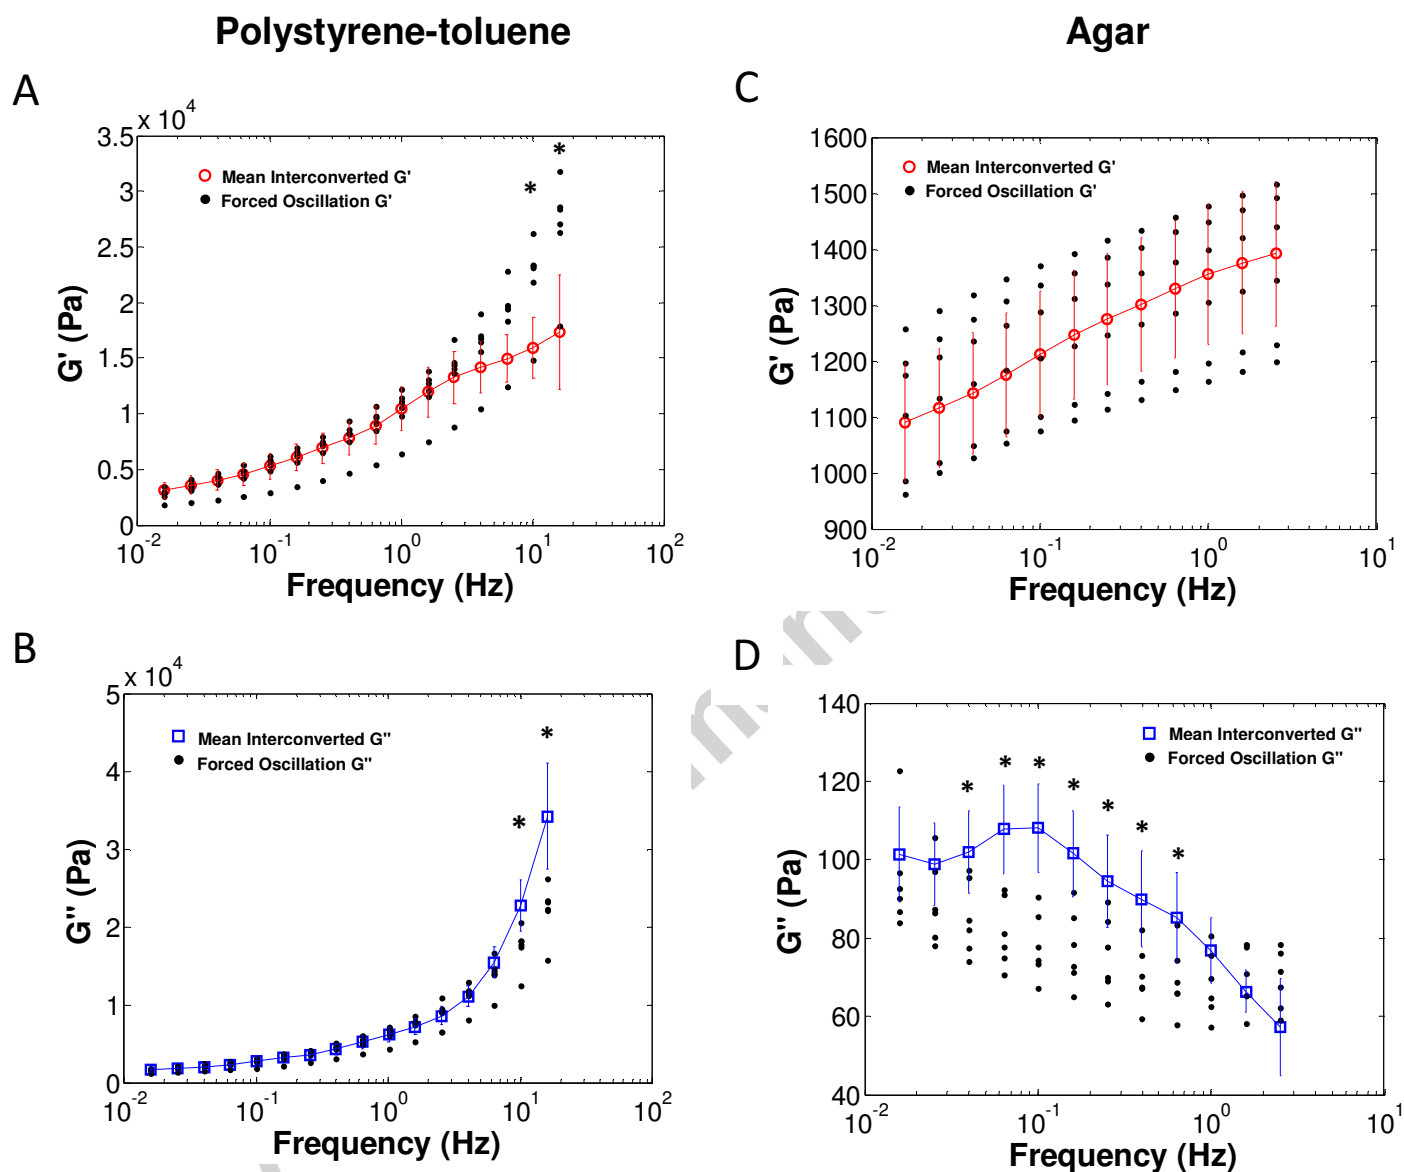 Polystyrene-toluene
Agar
A
x 10^4
3.5
3
2.5
2
1.5
1
0.5
0
G' (Pa)
Mean Interconverted G'
Forced Oscillation G'
*
*
10^-2
10^-1
10^0
10^1
10^2
Frequency (Hz)
C
1600
1500
1400
1300
1200
1100
1000
900
G' (Pa)
Mean Interconverted G'
Forced Oscillation G'
10^-2
10^-1
10^0
10^1
Frequency (Hz)
B
x 10^4
5
4
3
2
1
0
G'' (Pa)
Mean Interconverted G''
Forced Oscillation G''
*
*
10^-2
10^-1
10^0
10^1
10^2
Frequency (Hz)
D
140
120
100
80
60
40
G'' (Pa)
Mean Interconverted G''
Forced Oscillation G''
* * * * * * *
10^-2
10^-1
10^0
10^1
Frequency (Hz)